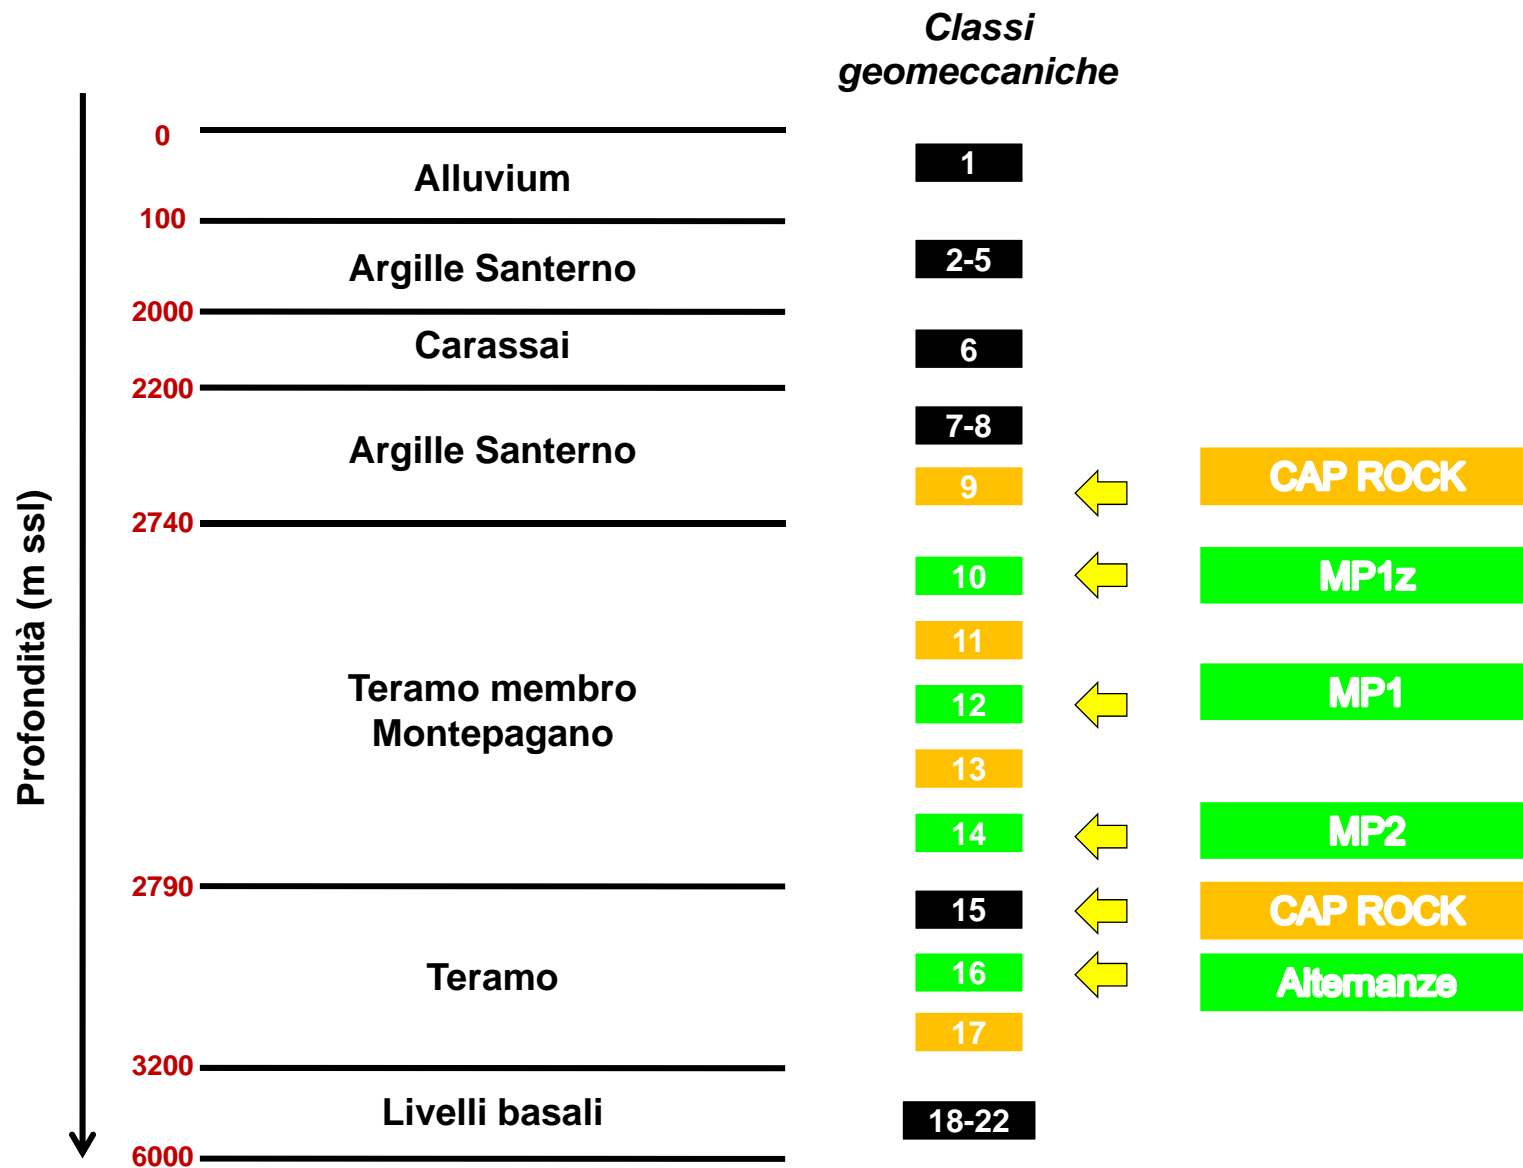 Classi
geomeccaniche
Profondità (m ssl)
0
Alluvium
1
100
Argille Santerno
2-5
2000
Carassai
6
2200
Argille Santerno
7-8
9
CAP ROCK
2740
10
MP1z
11
Teramo membro
Montepagano
12
MP1
13
14
MP2
2790
15
CAP ROCK
Teramo
16
Alternanze
17
3200
Livelli basali
18-22
6000